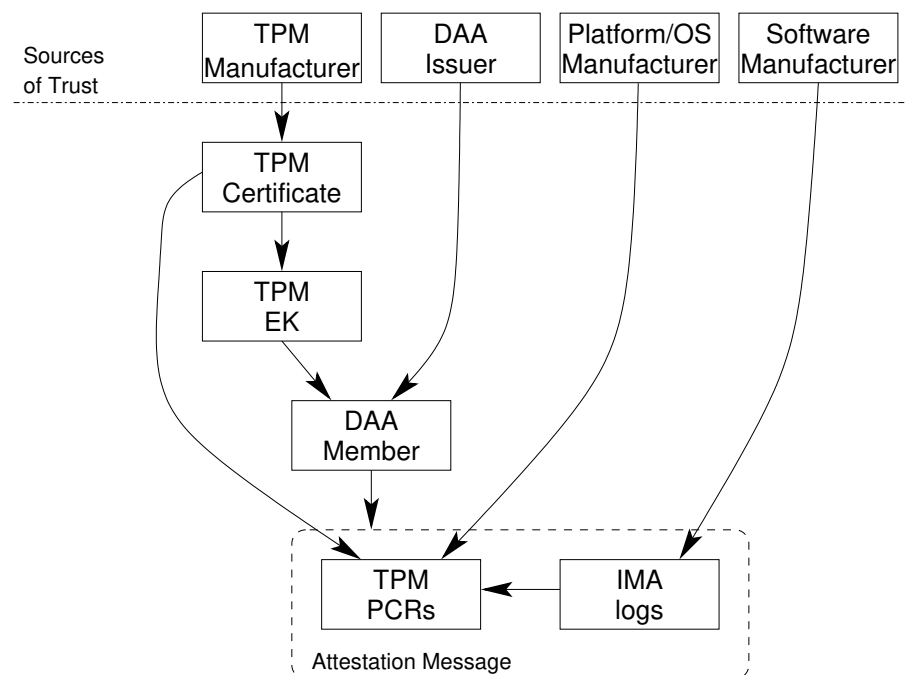 Sources
of Trust
TPM
Manufacturer
DAA
Issuer
Platform/OS
Manufacturer
Software
Manufacturer
TPM
Certificate
TPM
EK
DAA
Member
TPM
PCRs
IMA
logs
Attestation Message